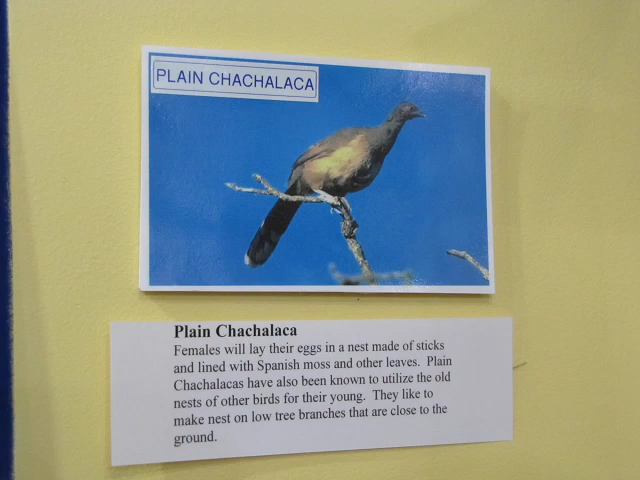 PLAIN CHACHALACA
Plain Chachalaca
Females will lay their eggs in a nest made of sticks
and lined with Spanish moss and other leaves. Plain
Chachalacas have also been known to utilize the old
nests of other birds for their young. They like to
make nest on low tree branches that are close to the
ground.